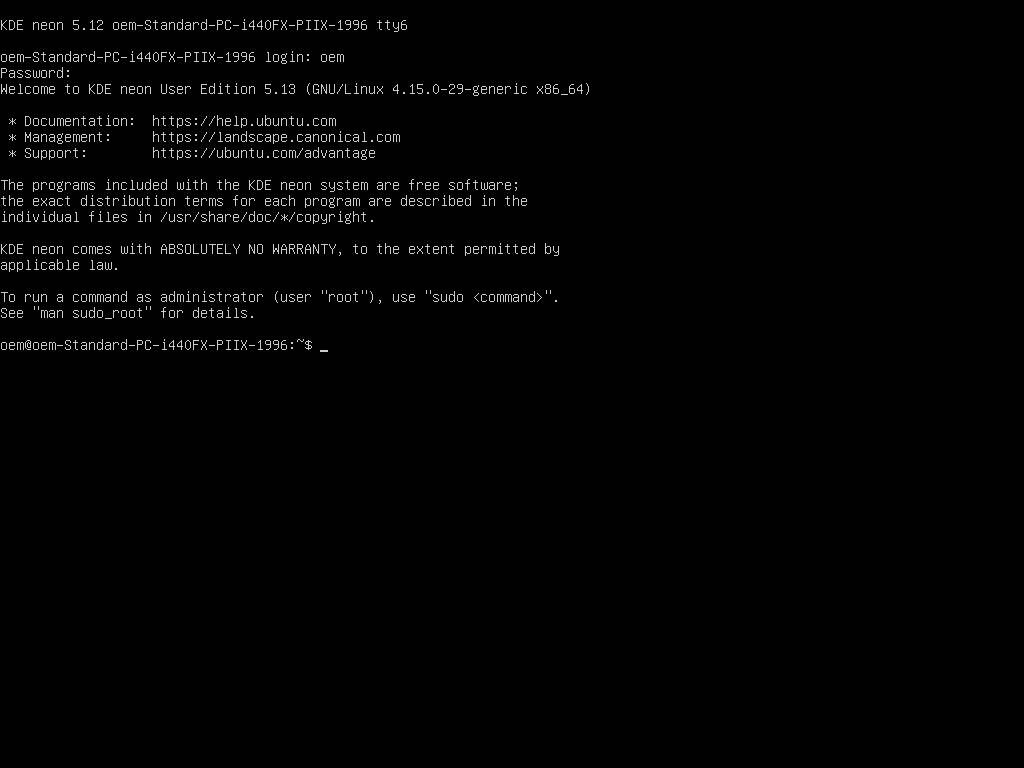 KDE neon 5.12 oem-Standard-PC-i440FX-PIIX-1996 tty6
oem-Standard-PC-i440FX-PIIX-1996 login: oem
Password:
Welcome to KDE neon User Edition 5.13 (GNU/Linux 4.15.0-29-generic x86_64)
* Documentation:  https://help.ubuntu.com
* Management:     https://landscape.canonical.com
* Support:        https://ubuntu.com/advantage
The programs included with the KDE neon system are free software;
the exact distribution terms for each program are described in the
individual files in /usr/share/doc/*/copyright.
KDE neon comes with ABSOLUTELY NO WARRANTY, to the extent permitted by
applicable law.
To run a command as administrator (user "root"), use "sudo <command>".
See "man sudo_root" for details.
oem@oem-Standard-PC-i440FX-PIIX-1996:~$ _